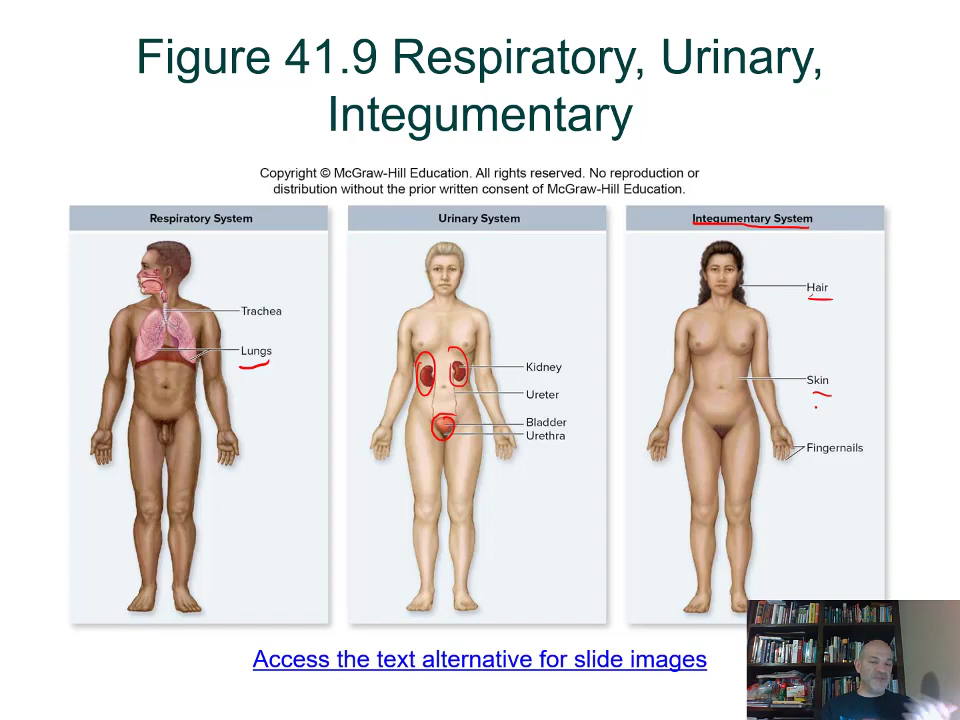 Figure 41.9 Respiratory, Urinary,
Integumentary
Copyright © McGraw-Hill Education. All rights reserved. No reproduction or
distribution without the prior written consent of McGraw-Hill Education.
Respiratory System
Trachea
Lungs
Urinary System
Kidney
Ureter
Bladder
Urethra
Integumentary System
Hair
Skin
Fingernails
Access the text alternative for slide images